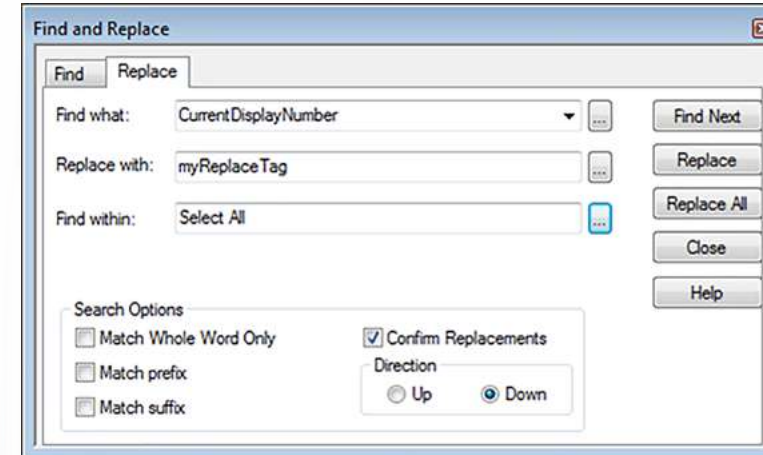 Find and Replace
Find Replace
Find what: CurrentDisplayNumber ... Find Next
Replace with: myReplaceTag ... Replace
Find within: Select All ... Replace All
Close
Help
Search Options
Match Whole Word Only Confirm Replacements
Match prefix Direction
Up Down
Match suffix